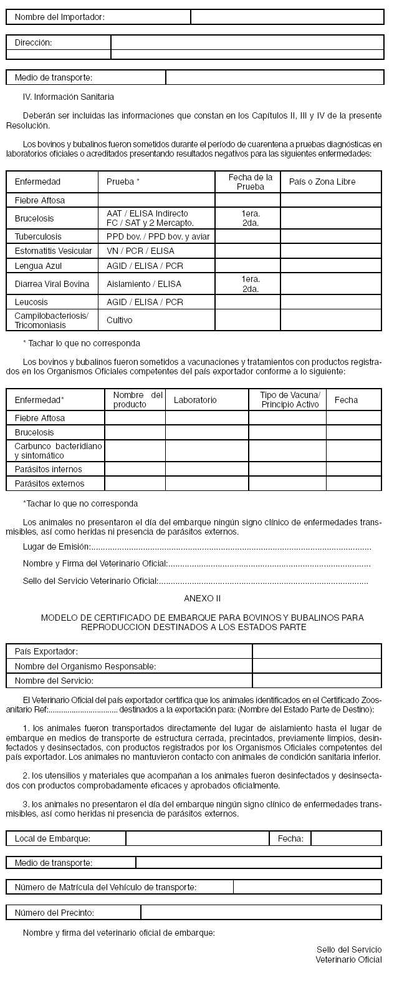 Nombre del Importador:
Dirección:
Medio de transporte:
IV. Información Sanitaria
Deberán ser incluidas las informaciones que constan en los Capítulos II, III y IV de la presente
Resolución.
Los bovinos y bubalinos fueron sometidos durante el período de cuarentena a pruebas diagnósticas en
laboratorios oficiales o acreditados presentando resultados negativos para las siguientes enfermedades:
Enfermedad Prueba * Fecha de la Prueba País o Zona Libre
Fiebre Aftosa
Brucelosis AAT / ELISA Indirecto 1era.
FC / SAT y 2 Mercapto. 2da.
Tuberculosis PPD bov. / PPD bov. y aviar
Estomatitis Vesicular VN / PCR / ELISA
Lengua Azul AGID / ELISA / PCR
Diarrea Viral Bovina Aislamiento / ELISA 1era.
2da.
Leucosis AGID / ELISA / PCR
Campilobacteriosis/
Tricomoniasis Cultivo
* Tachar lo que no corresponda
Los bovinos y bubalinos fueron sometidos a vacunaciones y tratamientos con productos registra-
dos en los Organismos Oficiales competentes del país exportador conforme a lo siguiente:
Enfermedad* Nombre del producto Laboratorio Tipo de Vacuna/ Principio Activo Fecha
Fiebre Aftosa
Brucelosis
Carbunco bacteridiano
y sintomático
Parásitos internos
Parásitos externos
*Tachar lo que no corresponda
Los animales no presentaron el día del embarque ningún signo clínico de enfermedades trans-
misibles, así como heridas ni presencia de parásitos externos.
Lugar de Emisión:.......................................................................................................................
Nombre y Firma del Veterinario Oficial:......................................................................................
Sello del Servicio Veterinario Oficial:.........................................................................................
ANEXO II
MODELO DE CERTIFICADO DE EMBARQUE PARA BOVINOS Y BUBALINOS PARA
REPRODUCCION DESTINADOS A LOS ESTADOS PARTE
País Exportador:
Nombre del Organismo Responsable:
Nombre del Servicio:
El Veterinario Oficial del país exportador certifica que los animales identificados en el Certificado Zoos-
anitario Ref:................................. destinados a la exportación para: (Nombre del Estado Parte de Destino):
1. los animales fueron transportados directamente del lugar de aislamiento hasta el lugar de
embarque en medios de transporte de estructura cerrada, precintados, previamente limpios, desin-
fectados y desinsectados, con productos registrados por los Organismos Oficiales competentes del
país exportador. Los animales no mantuvieron contacto con animales de condición sanitaria inferior.
2. los utensilios y materiales que acompañan a los animales fueron desinfectados y desinsecta-
dos con productos comprobadamente eficaces y aprobados oficialmente.
3. los animales no presentaron el día del embarque ningún signo clínico de enfermedades trans-
misibles, así como heridas ni presencia de parásitos externos.
Local de Embarque: Fecha:
Medio de transporte:
Número de Matrícula del Vehículo de transporte:
Número del Precinto:
Nombre y firma del veterinario oficial de embarque:
Sello del Servicio
Veterinario Oficial